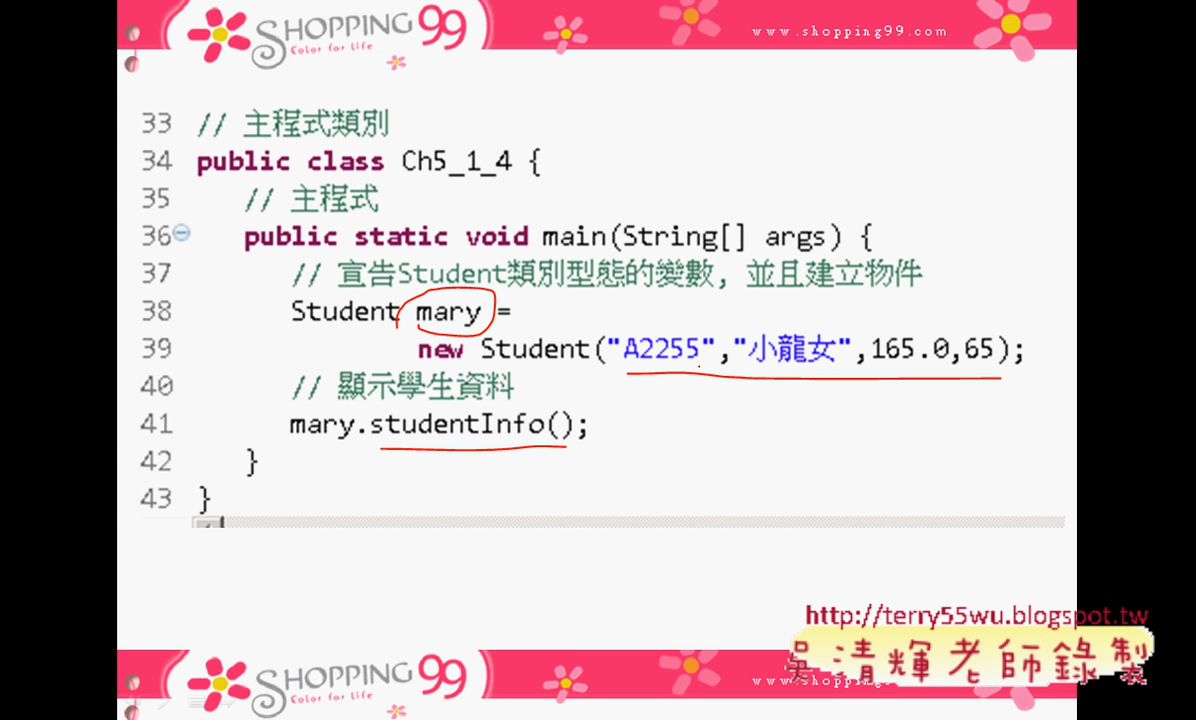 SHOPPING 99
Color for Life
www.shopping99.com
33 // 主程式類別
34 public class Ch5_1_4 {
35 // 主程式
36 public static void main(String[] args) {
37 // 宣告Student類別型態的變數, 並且建立物件
38 Student mary =
39 new Student("A2255","小龍女",165.0,65);
40 // 顯示學生資料
41 mary.studentInfo();
42 }
43 }
http://terry55wu.blogspot.tw
吳清輝老師錄製
SHOPPING 99
Color for Life